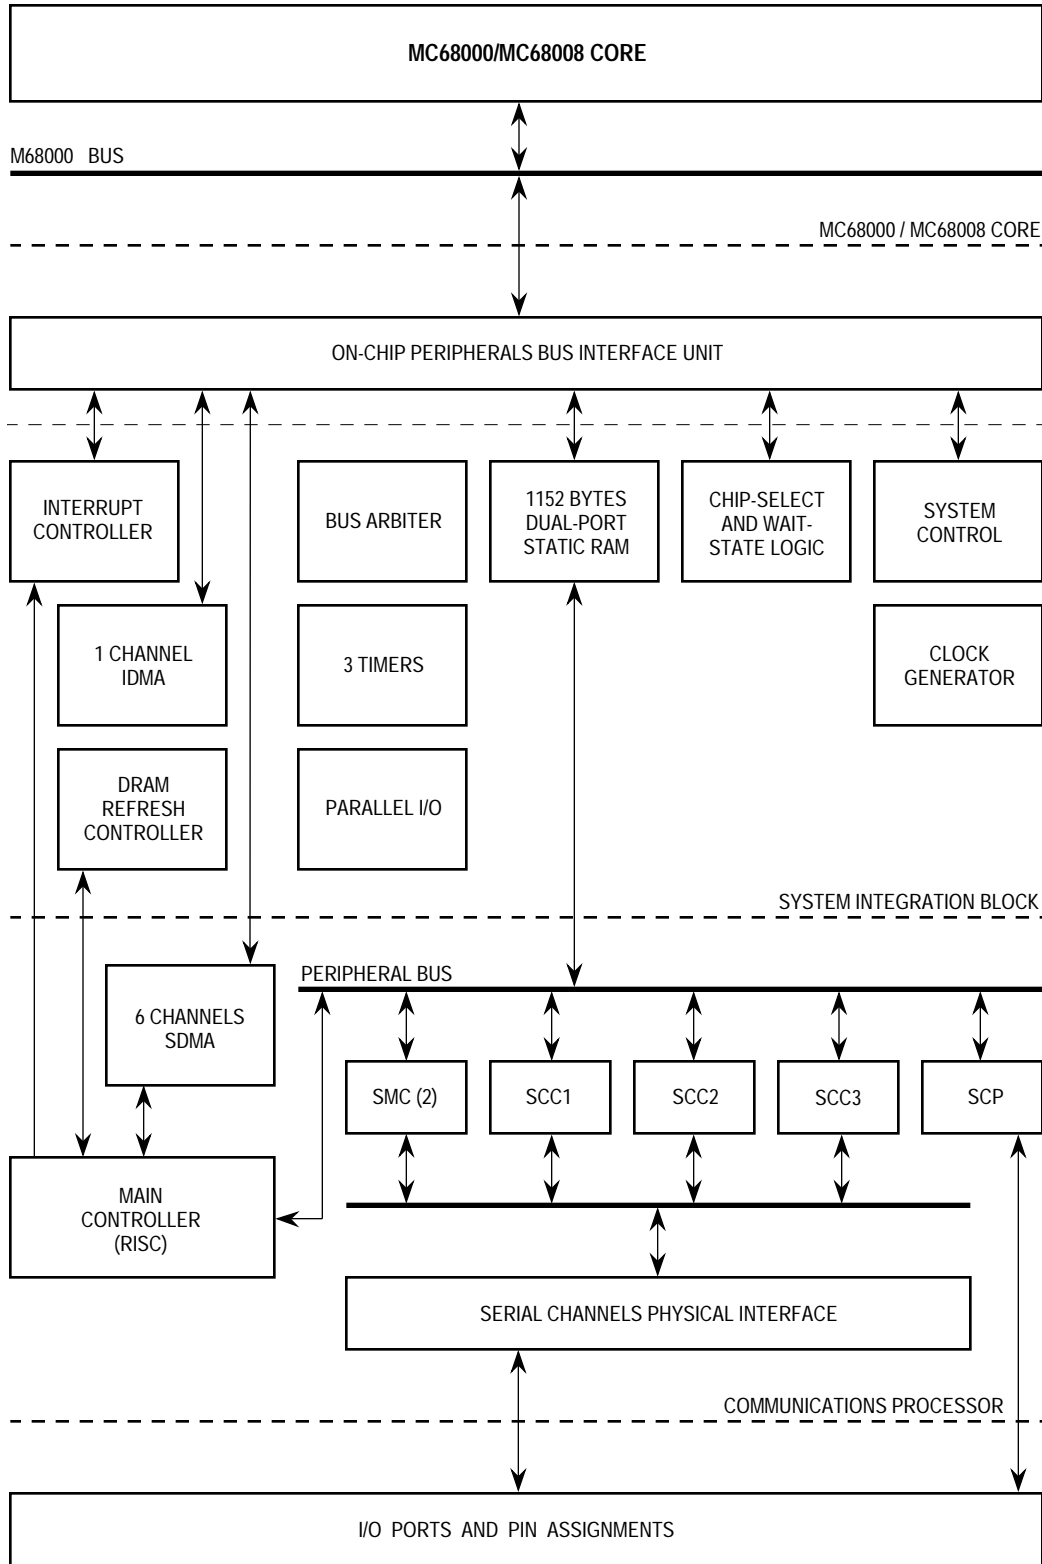 MC68000/MC68008 CORE
M68000 BUS
MC68000 / MC68008 CORE
ON-CHIP PERIPHERALS BUS INTERFACE UNIT
INTERRUPT
CONTROLLER
BUS ARBITER
1152 BYTES
DUAL-PORT
STATIC RAM
CHIP-SELECT
AND WAIT-
STATE LOGIC
SYSTEM
CONTROL
1 CHANNEL
IDMA
3 TIMERS
CLOCK
GENERATOR
DRAM
REFRESH
CONTROLLER
PARALLEL I/O
SYSTEM INTEGRATION BLOCK
PERIPHERAL BUS
6 CHANNELS
SDMA
SMC (2)
SCC1
SCC2
SCC3
SCP
MAIN
CONTROLLER
(RISC)
SERIAL CHANNELS PHYSICAL INTERFACE
COMMUNICATIONS PROCESSOR
I/O PORTS AND PIN ASSIGNMENTS